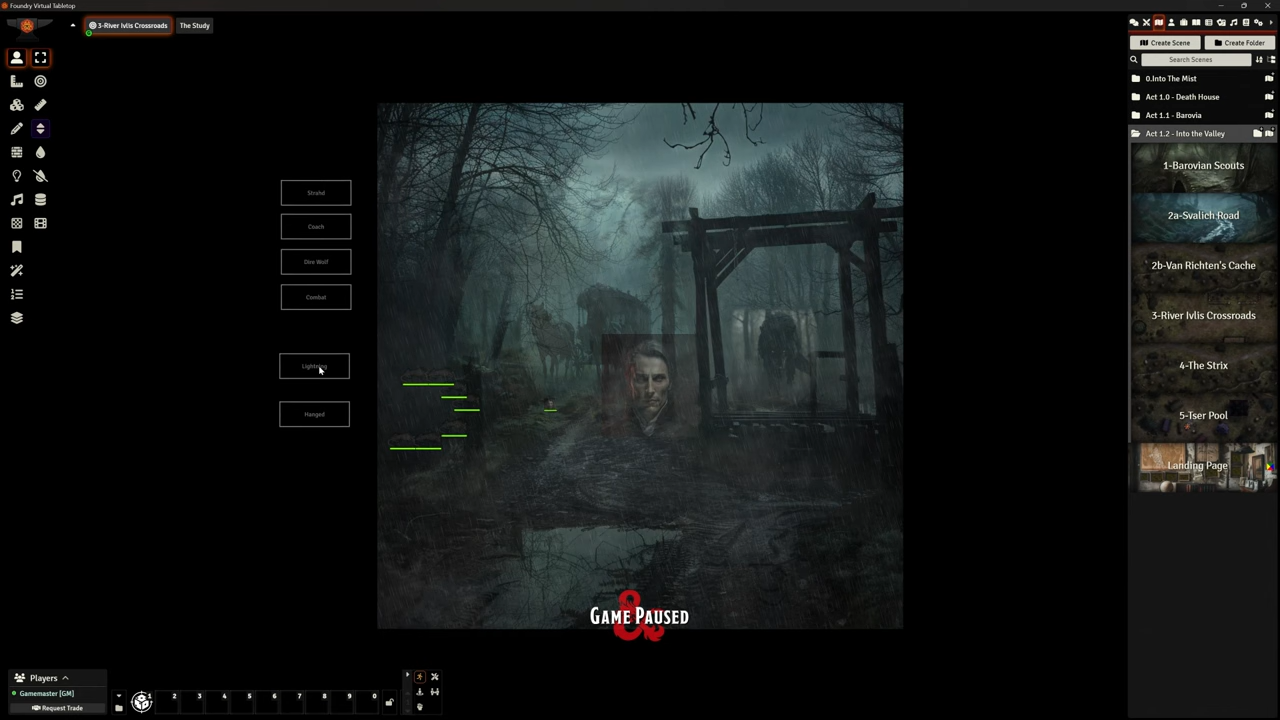 Foundry Virtual Tabletop
3-River Ivlis Crossroads
The Study
Create Scene
Create Folder
Search Scenes
0.Into The Mist
Act 1.0 - Death House
Act 1.1 - Barovia
Act 1.2 - Into the Valley
1-Barovian Scouts
2a-Svalich Road
2b-Van Richten's Cache
3-River Ivlis Crossroads
4-The Strix
5-Tser Pool
Landing Page
Strahd
Coach
Dire Wolf
Combat
Lightning
Hanged
GAME PAUSED
Players
Gamemaster [GM]
Request Trade
1 2 3 4 5 6 7 8 9 0